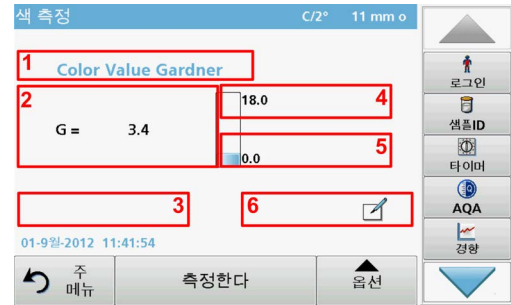 색 측정 C/2° 11 mm o
1 Color Value Gardner
2
G = 3.4
18.0 4
0.0 5
3
6
01-9월-2012 11:41:54
주 메뉴
측정한다
옵션
로그인
샘플ID
타이머
AQA
경향